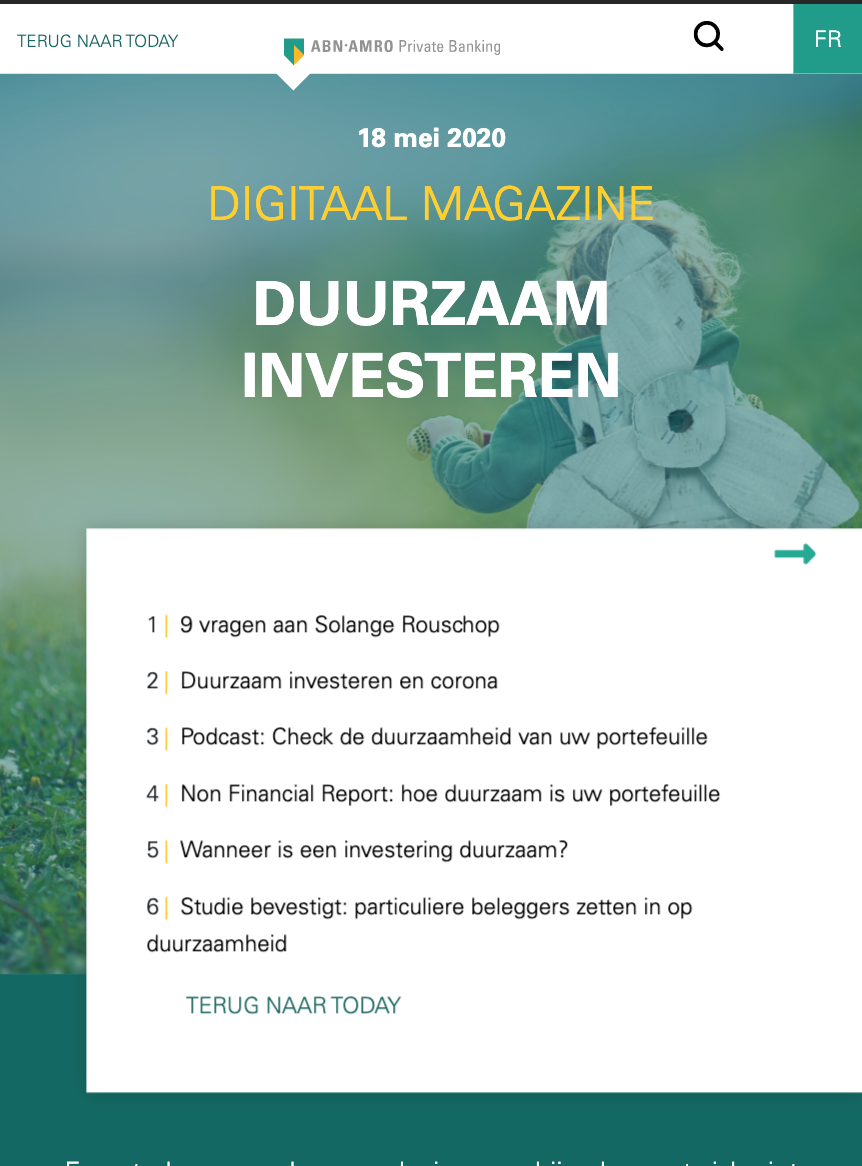 TERUG NAAR TODAY
ABN·AMRO Private Banking
FR
18 mei 2020
DIGITAAL MAGAZINE
DUURZAAM
INVESTEREN
1| 9 vragen aan Solange Rouschop
2| Duurzaam investeren en corona
3| Podcast: Check de duurzaamheid van uw portefeuille
4| Non Financial Report: hoe duurzaam is uw portefeuille
5| Wanneer is een investering duurzaam?
6| Studie bevestigt: particuliere beleggers zetten in op
duurzaamheid
TERUG NAAR TODAY